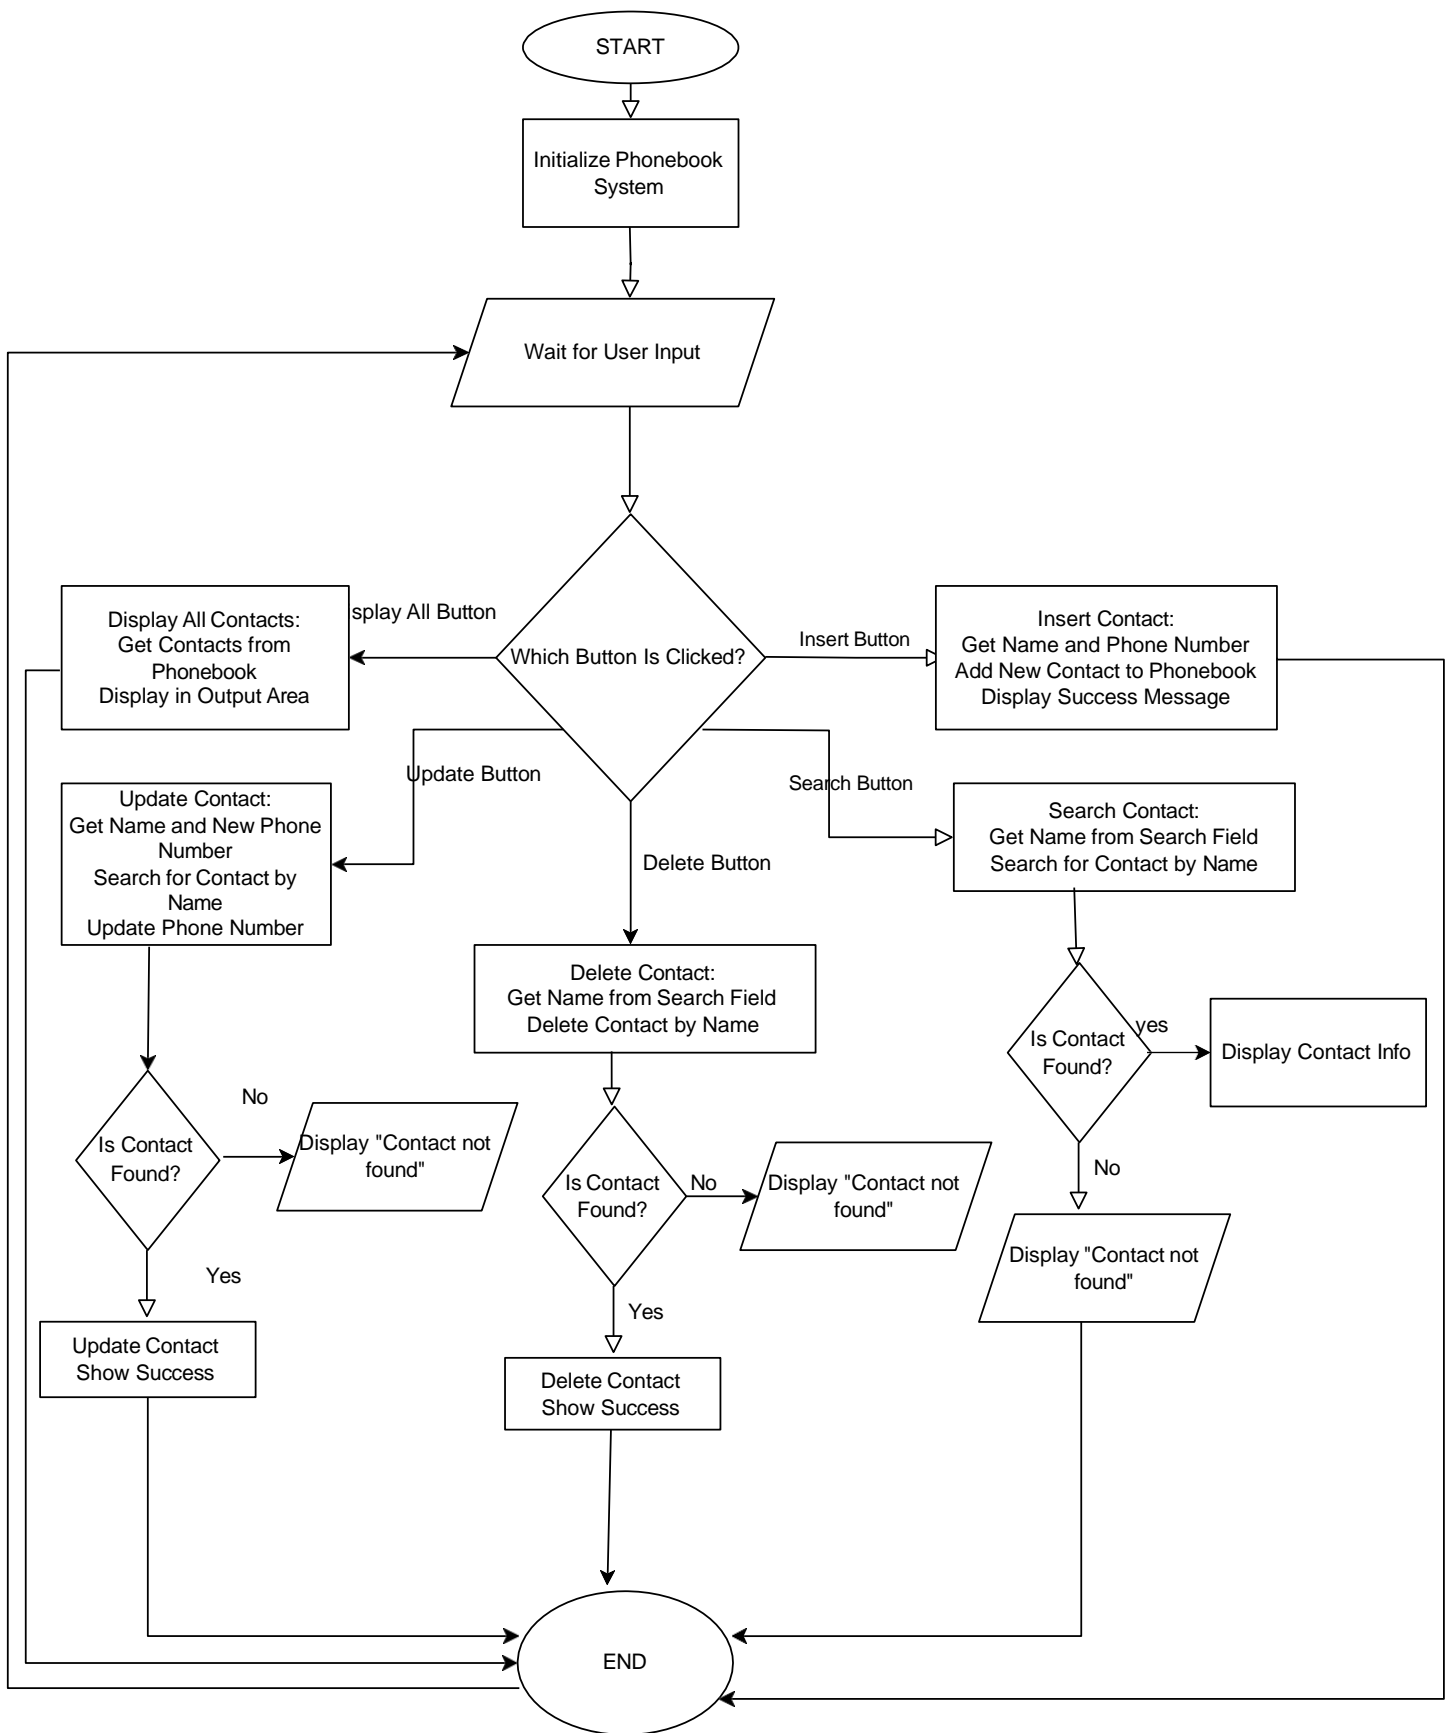 START
Initialize Phonebook
System
Wait for User Input
Which Button Is Clicked?
splay All Button
Display All Contacts:
Get Contacts from
Phonebook
Display in Output Area
Insert Button
Insert Contact:
Get Name and Phone Number
Add New Contact to Phonebook
Display Success Message
Update Button
Update Contact:
Get Name and New Phone
Number
Search for Contact by
Name
Update Phone Number
Search Button
Search Contact:
Get Name from Search Field
Search for Contact by Name
Delete Button
Delete Contact:
Get Name from Search Field
Delete Contact by Name
Is Contact
Found?
yes
Display Contact Info
No
Display "Contact not
found"
Is Contact
Found?
No
Display "Contact not
found"
Yes
Update Contact
Show Success
Is Contact
Found?
No
Display "Contact not
found"
Yes
Delete Contact
Show Success
END